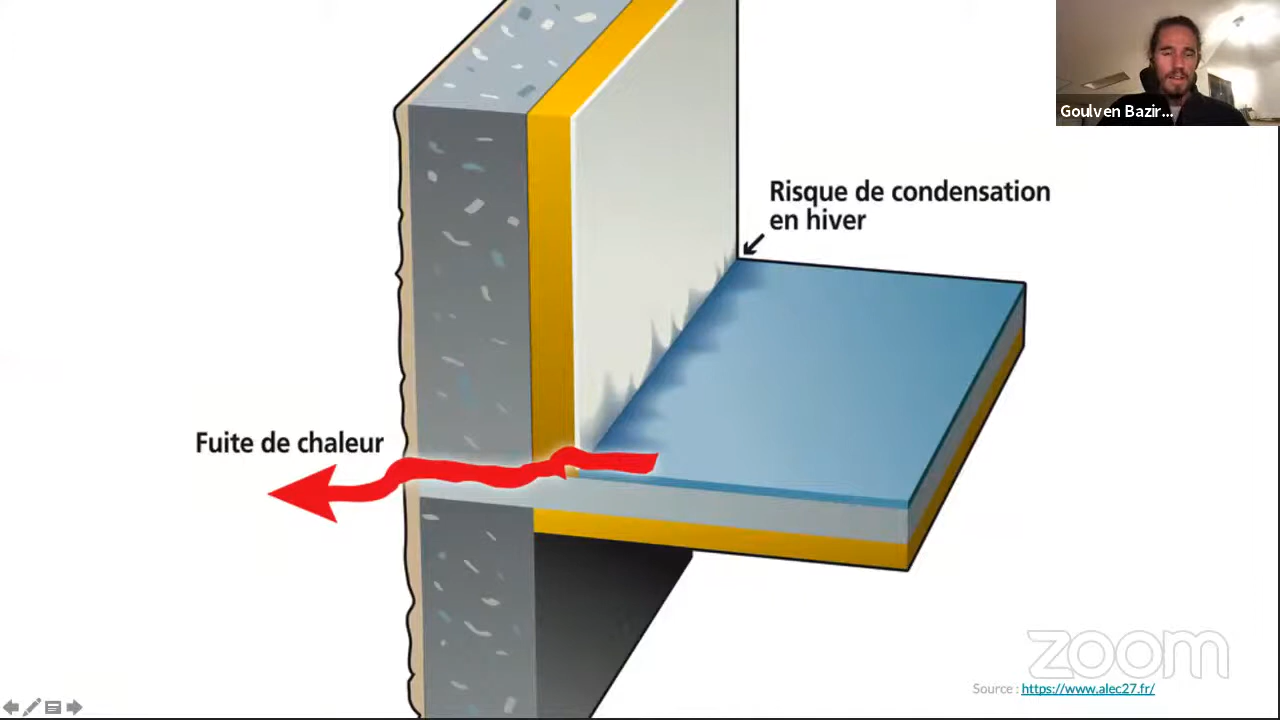 Goulven Bazir...
Risque de condensation
en hiver
Fuite de chaleur
zoom
Source : https://www.alec27.fr/